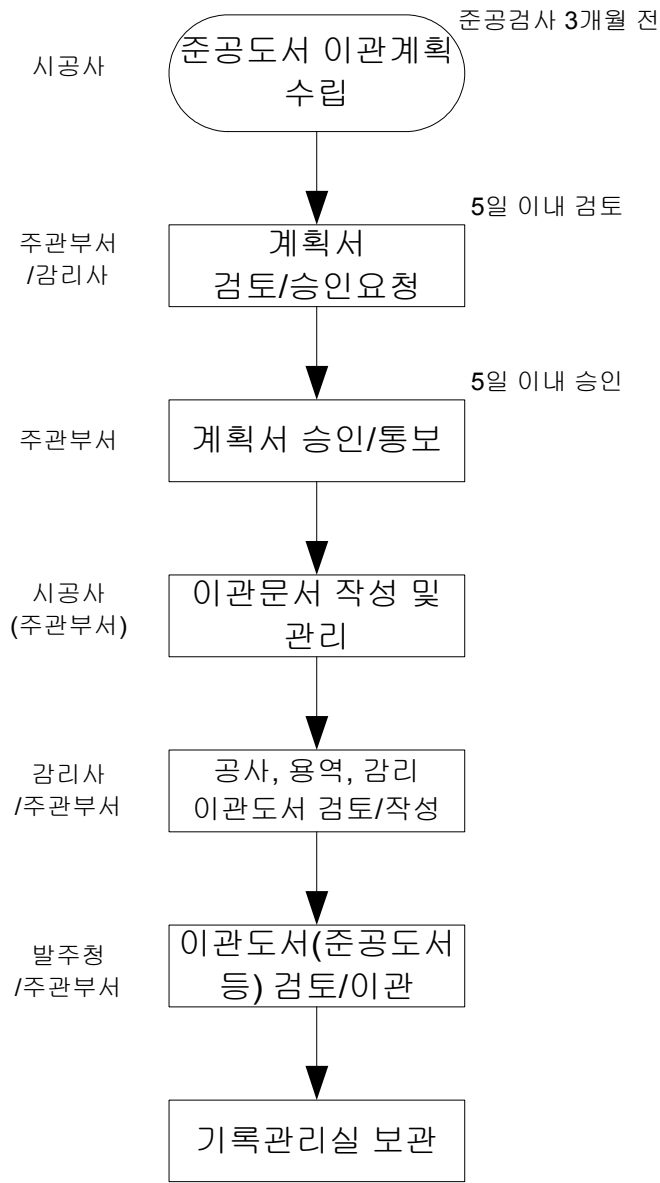 준공검사 3개월 전
시공사
준공도서 이관계획
수립
5일 이내 검토
주관부서
/감리사
계획서
검토/승인요청
5일 이내 승인
주관부서
계획서 승인/통보
시공사
(주관부서)
이관문서 작성 및
관리
감리사
/주관부서
공사, 용역, 감리
이관도서 검토/작성
발주청
/주관부서
이관도서(준공도서
등) 검토/이관
기록관리실 보관